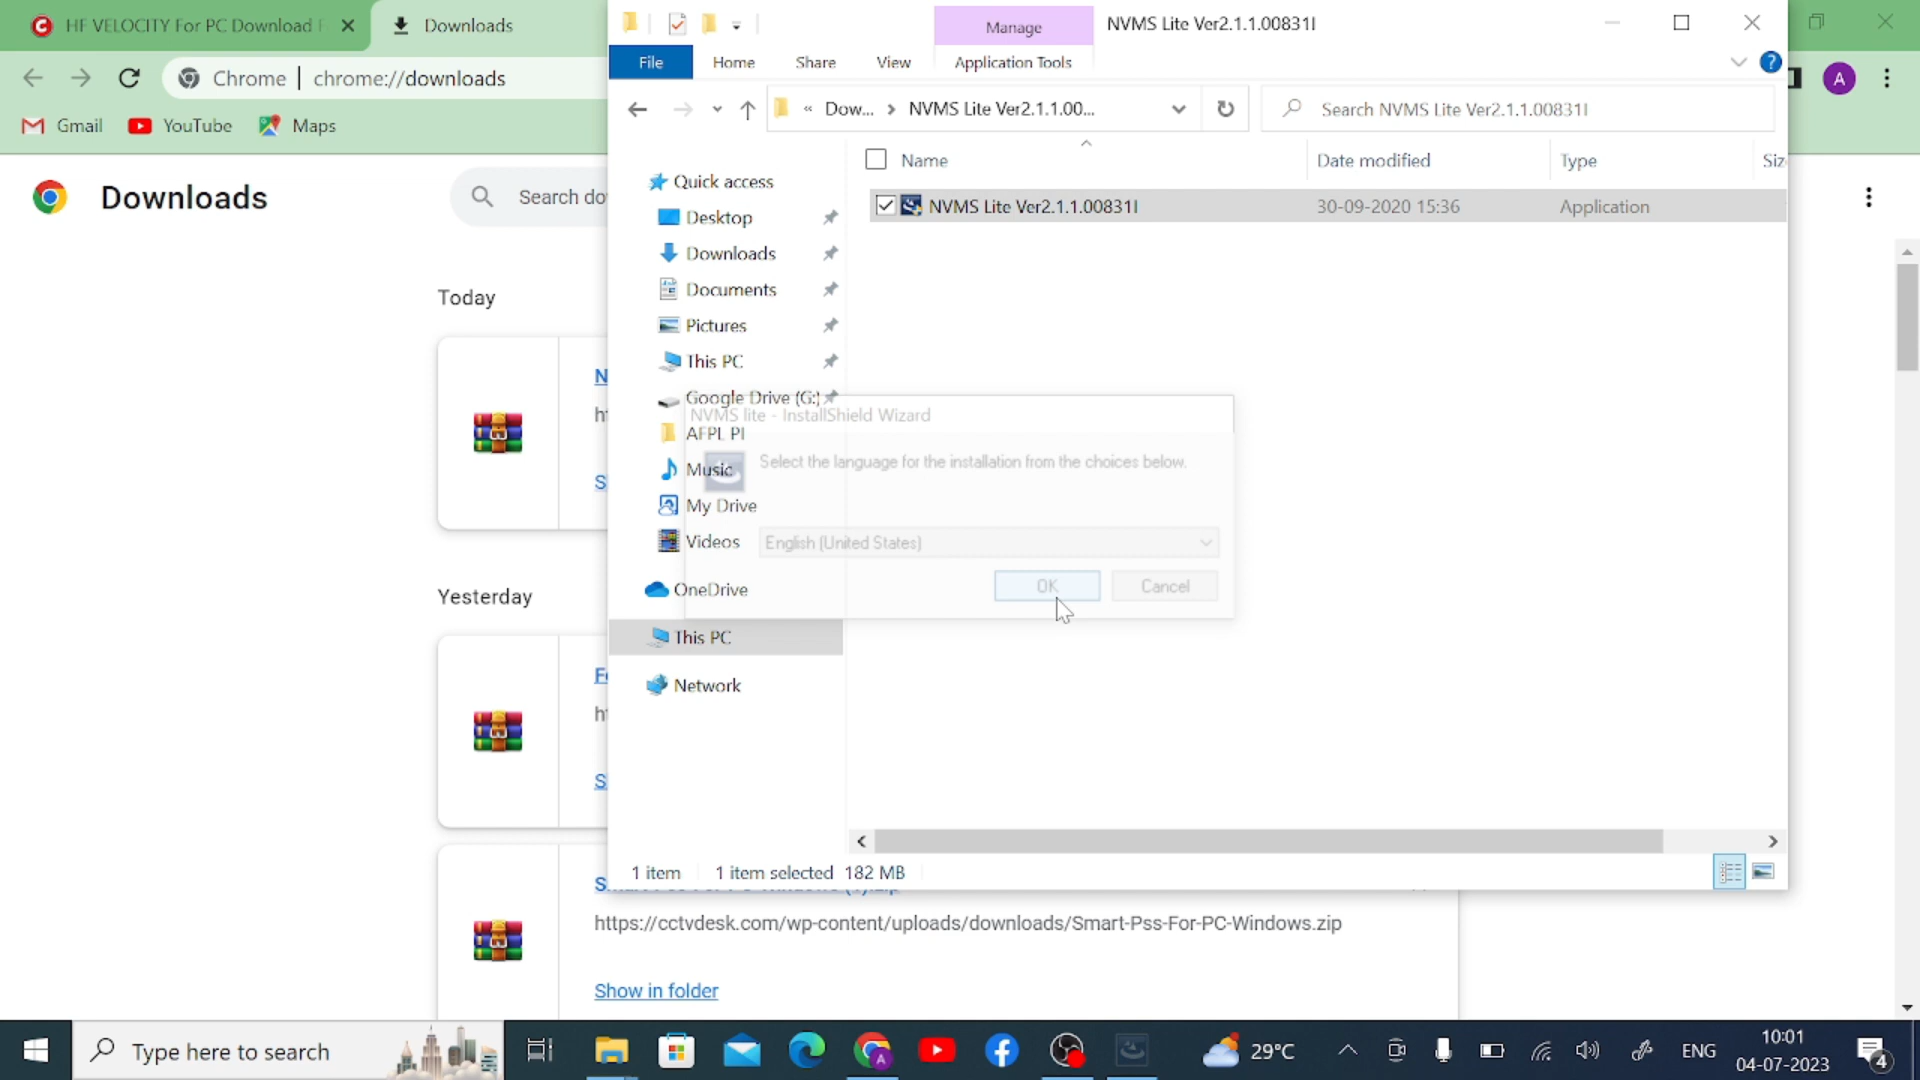 HF VELOCITY For PC Download F
Downloads
Chrome | chrome://downloads
Gmail
YouTube
Maps
Downloads
Search do
Today
Yesterday
https://cctvdesk.com/wp-content/uploads/downloads/Smart-Pss-For-PC-Windows.zip
Show in folder
Manage
NVMS Lite Ver2.1.1.00831I
File
Home
Share
View
Application Tools
« Dow... > NVMS Lite Ver2.1.1.00...
Search NVMS Lite Ver2.1.1.00831I
Name
Date modified
Type
Siz
NVMS Lite Ver2.1.1.00831I
30-09-2020 15:36
Application
Quick access
Desktop
Downloads
Documents
Pictures
This PC
Google Drive (G:)
AFPL PI
Music
My Drive
Videos
OneDrive
This PC
Network
NVMS lite - InstallShield Wizard
Select the language for the installation from the choices below.
English (United States)
OK
Cancel
1 item
1 item selected 182 MB
A
Type here to search
29°C
ENG
10:01
04-07-2023
4